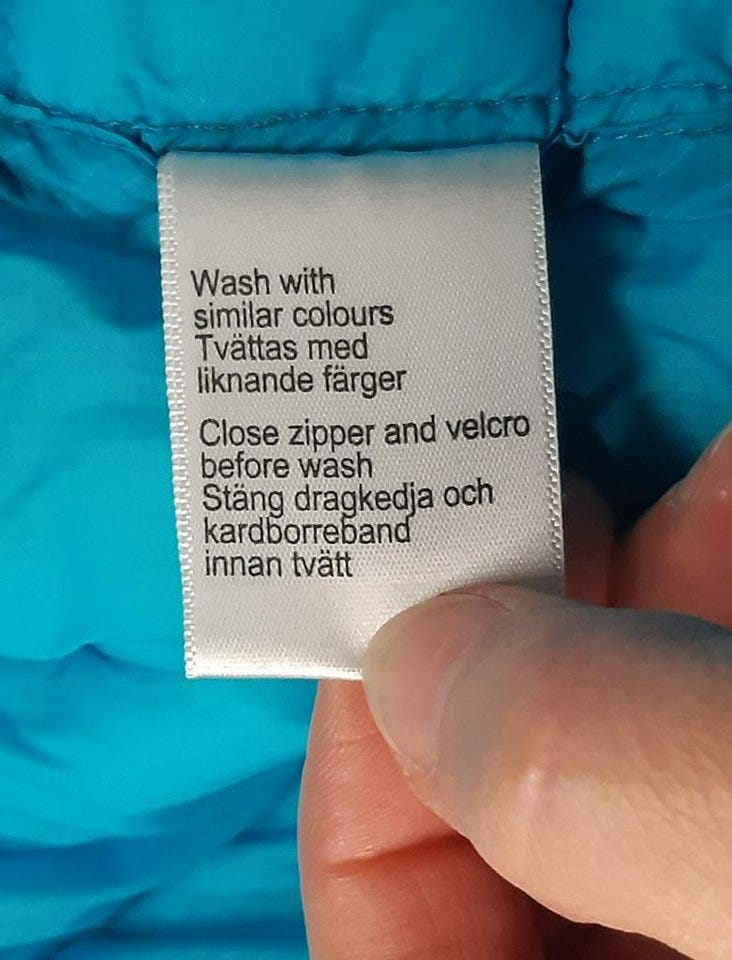 Wash with
similar colours
Tvättas med
liknande färger
Close zipper and velcro
before wash
Stäng dragkedja och
kardborreband
innan tvätt